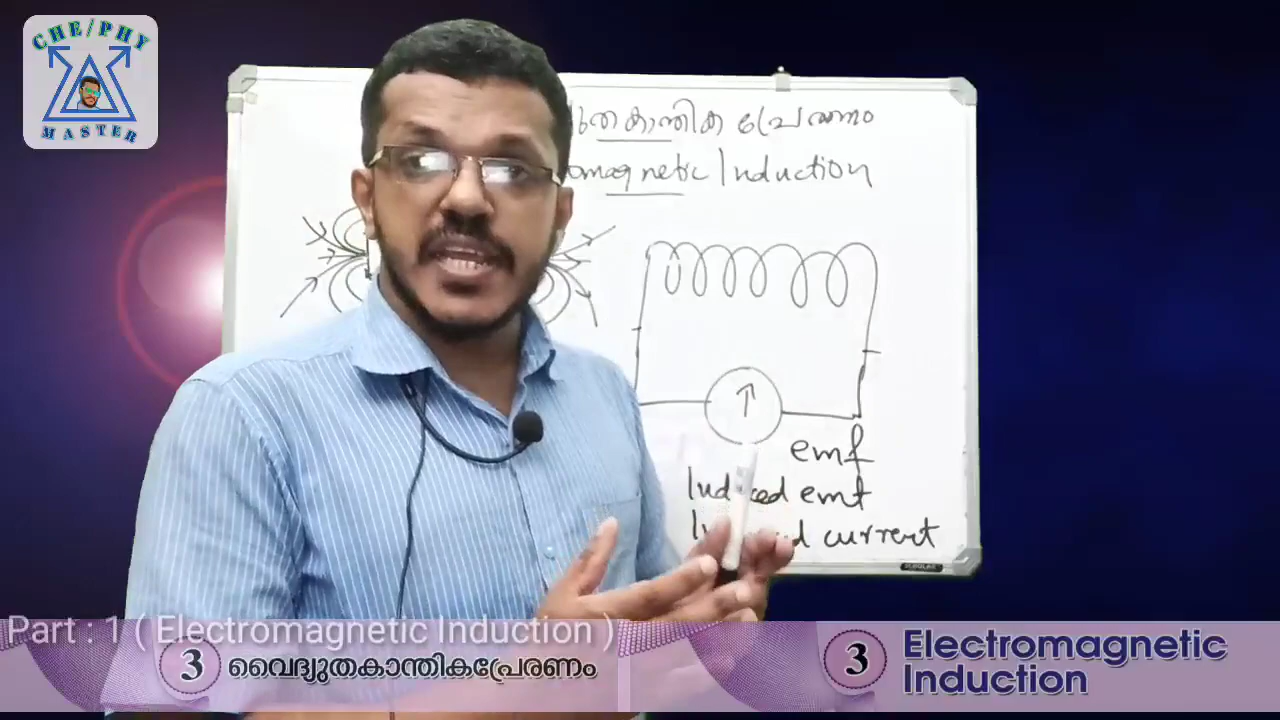 CHE/PHY
MASTER
കാന്തിക പ്രേരണം
omagnetic Induction
emf
Induced emf
current
Part : 1 ( Electromagnetic Induction )
3 വൈദ്യുതകാന്തികപ്രേരണം
3 Electromagnetic
Induction